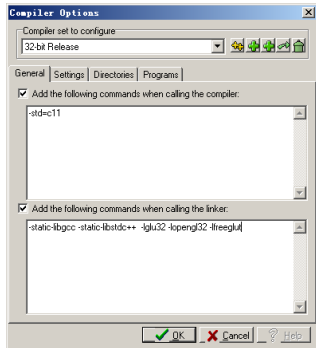 Compiler Options
Compiler set to configure
32-bit Release
General Settings Directories Programs
Add the following commands when calling the compiler:
-std=c11
Add the following commands when calling the linker:
-static-libgcc -static-libstdc++ -lglu32 -lopengl32 -lfreeglut
OK Cancel Help